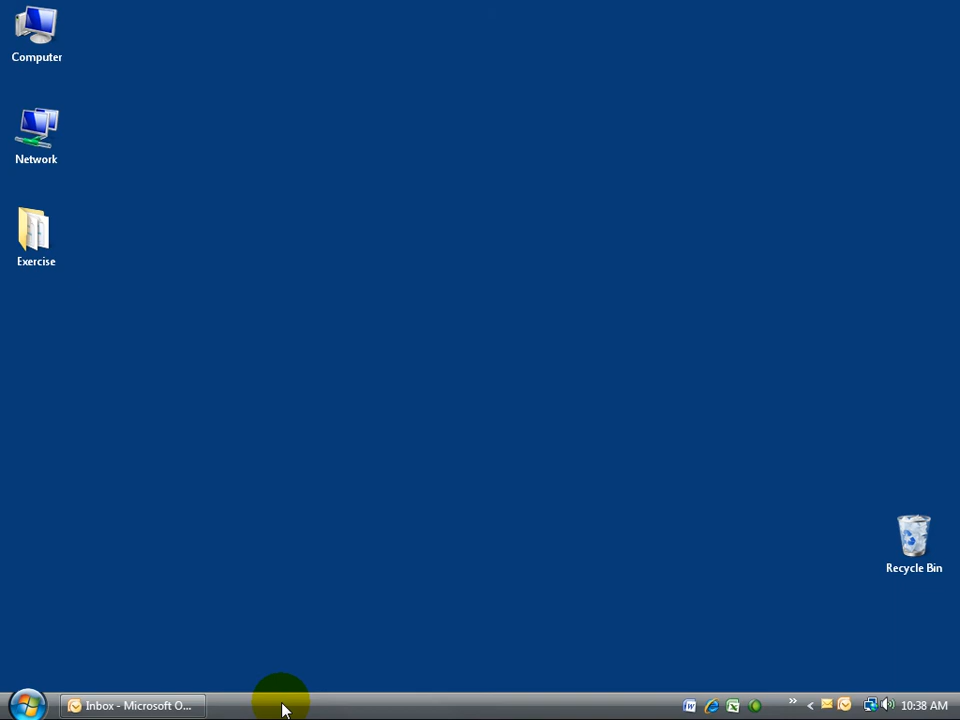 Computer
Network
Exercise
Recycle Bin
Inbox - Microsoft O...
10:38 AM